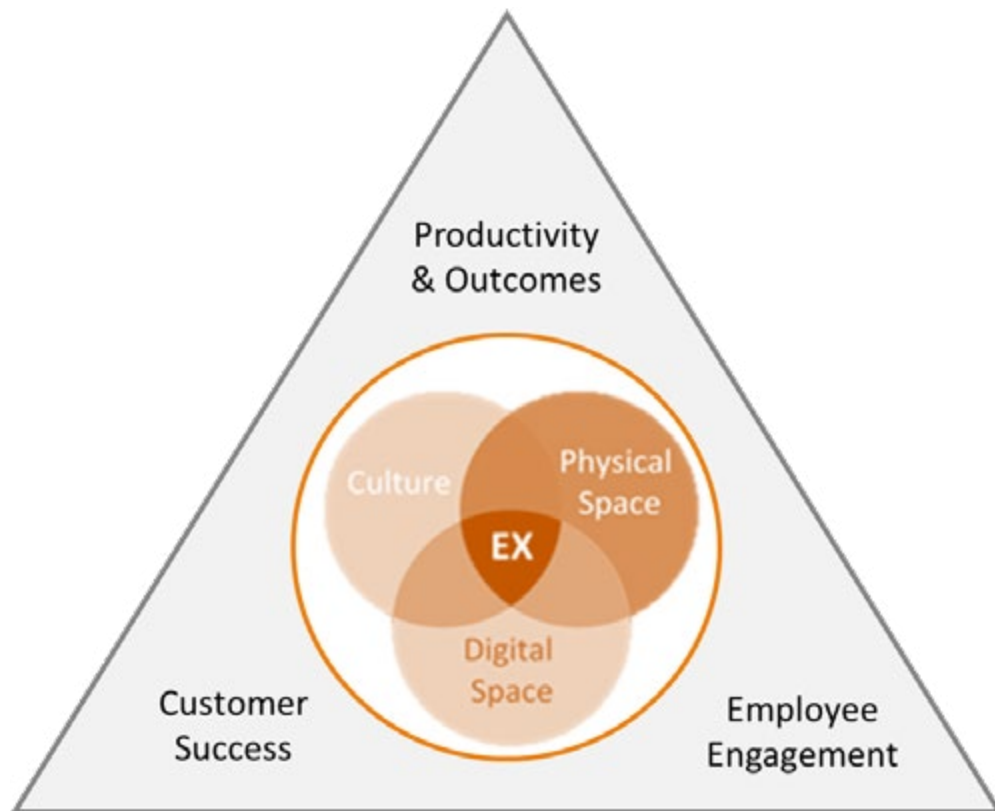 Productivity
& Outcomes
Culture
Physical
Space
EX
Digital
Space
Customer
Success
Employee
Engagement